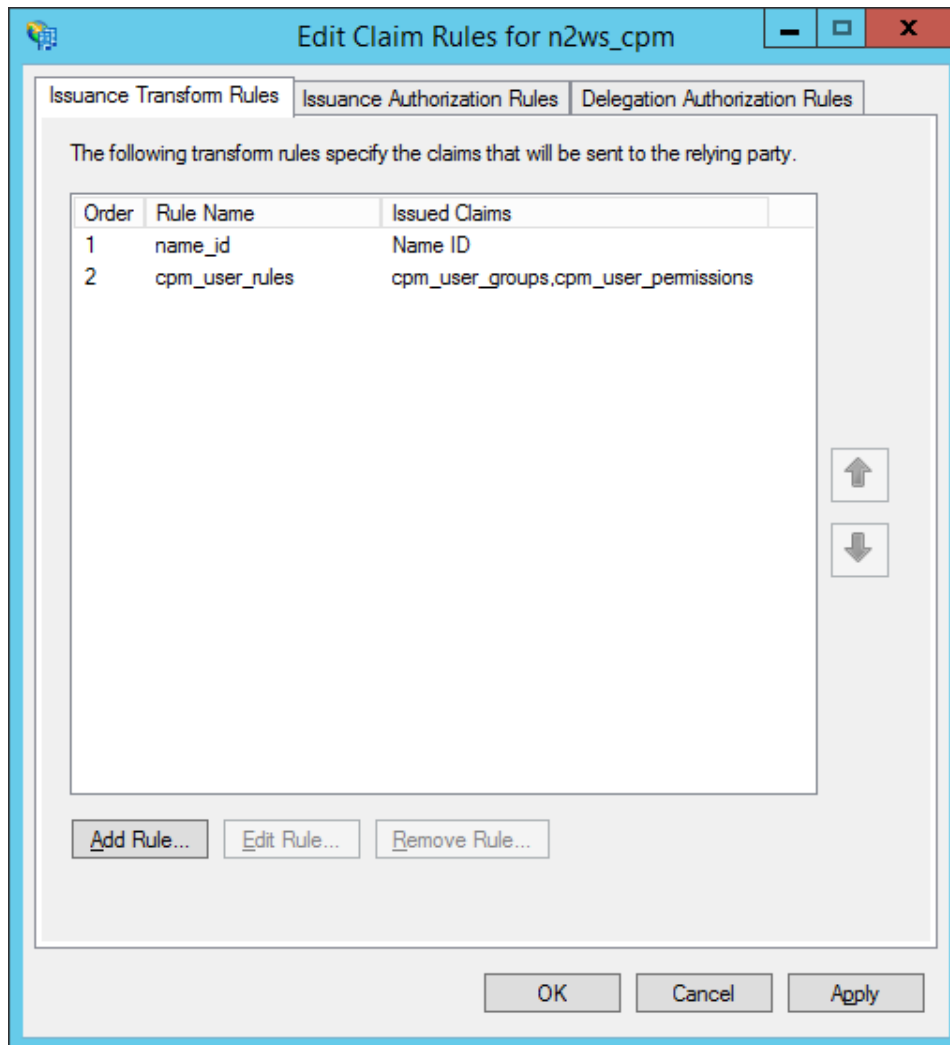 Edit Claim Rules for n2ws_cpm
Issuance Transform Rules Issuance Authorization Rules Delegation Authorization Rules
The following transform rules specify the claims that will be sent to the relying party.
Order Rule Name Issued Claims
1 name_id Name ID
2 cpm_user_rules cpm_user_groups,cpm_user_permissions
Add Rule... Edit Rule... Remove Rule...
OK Cancel Apply